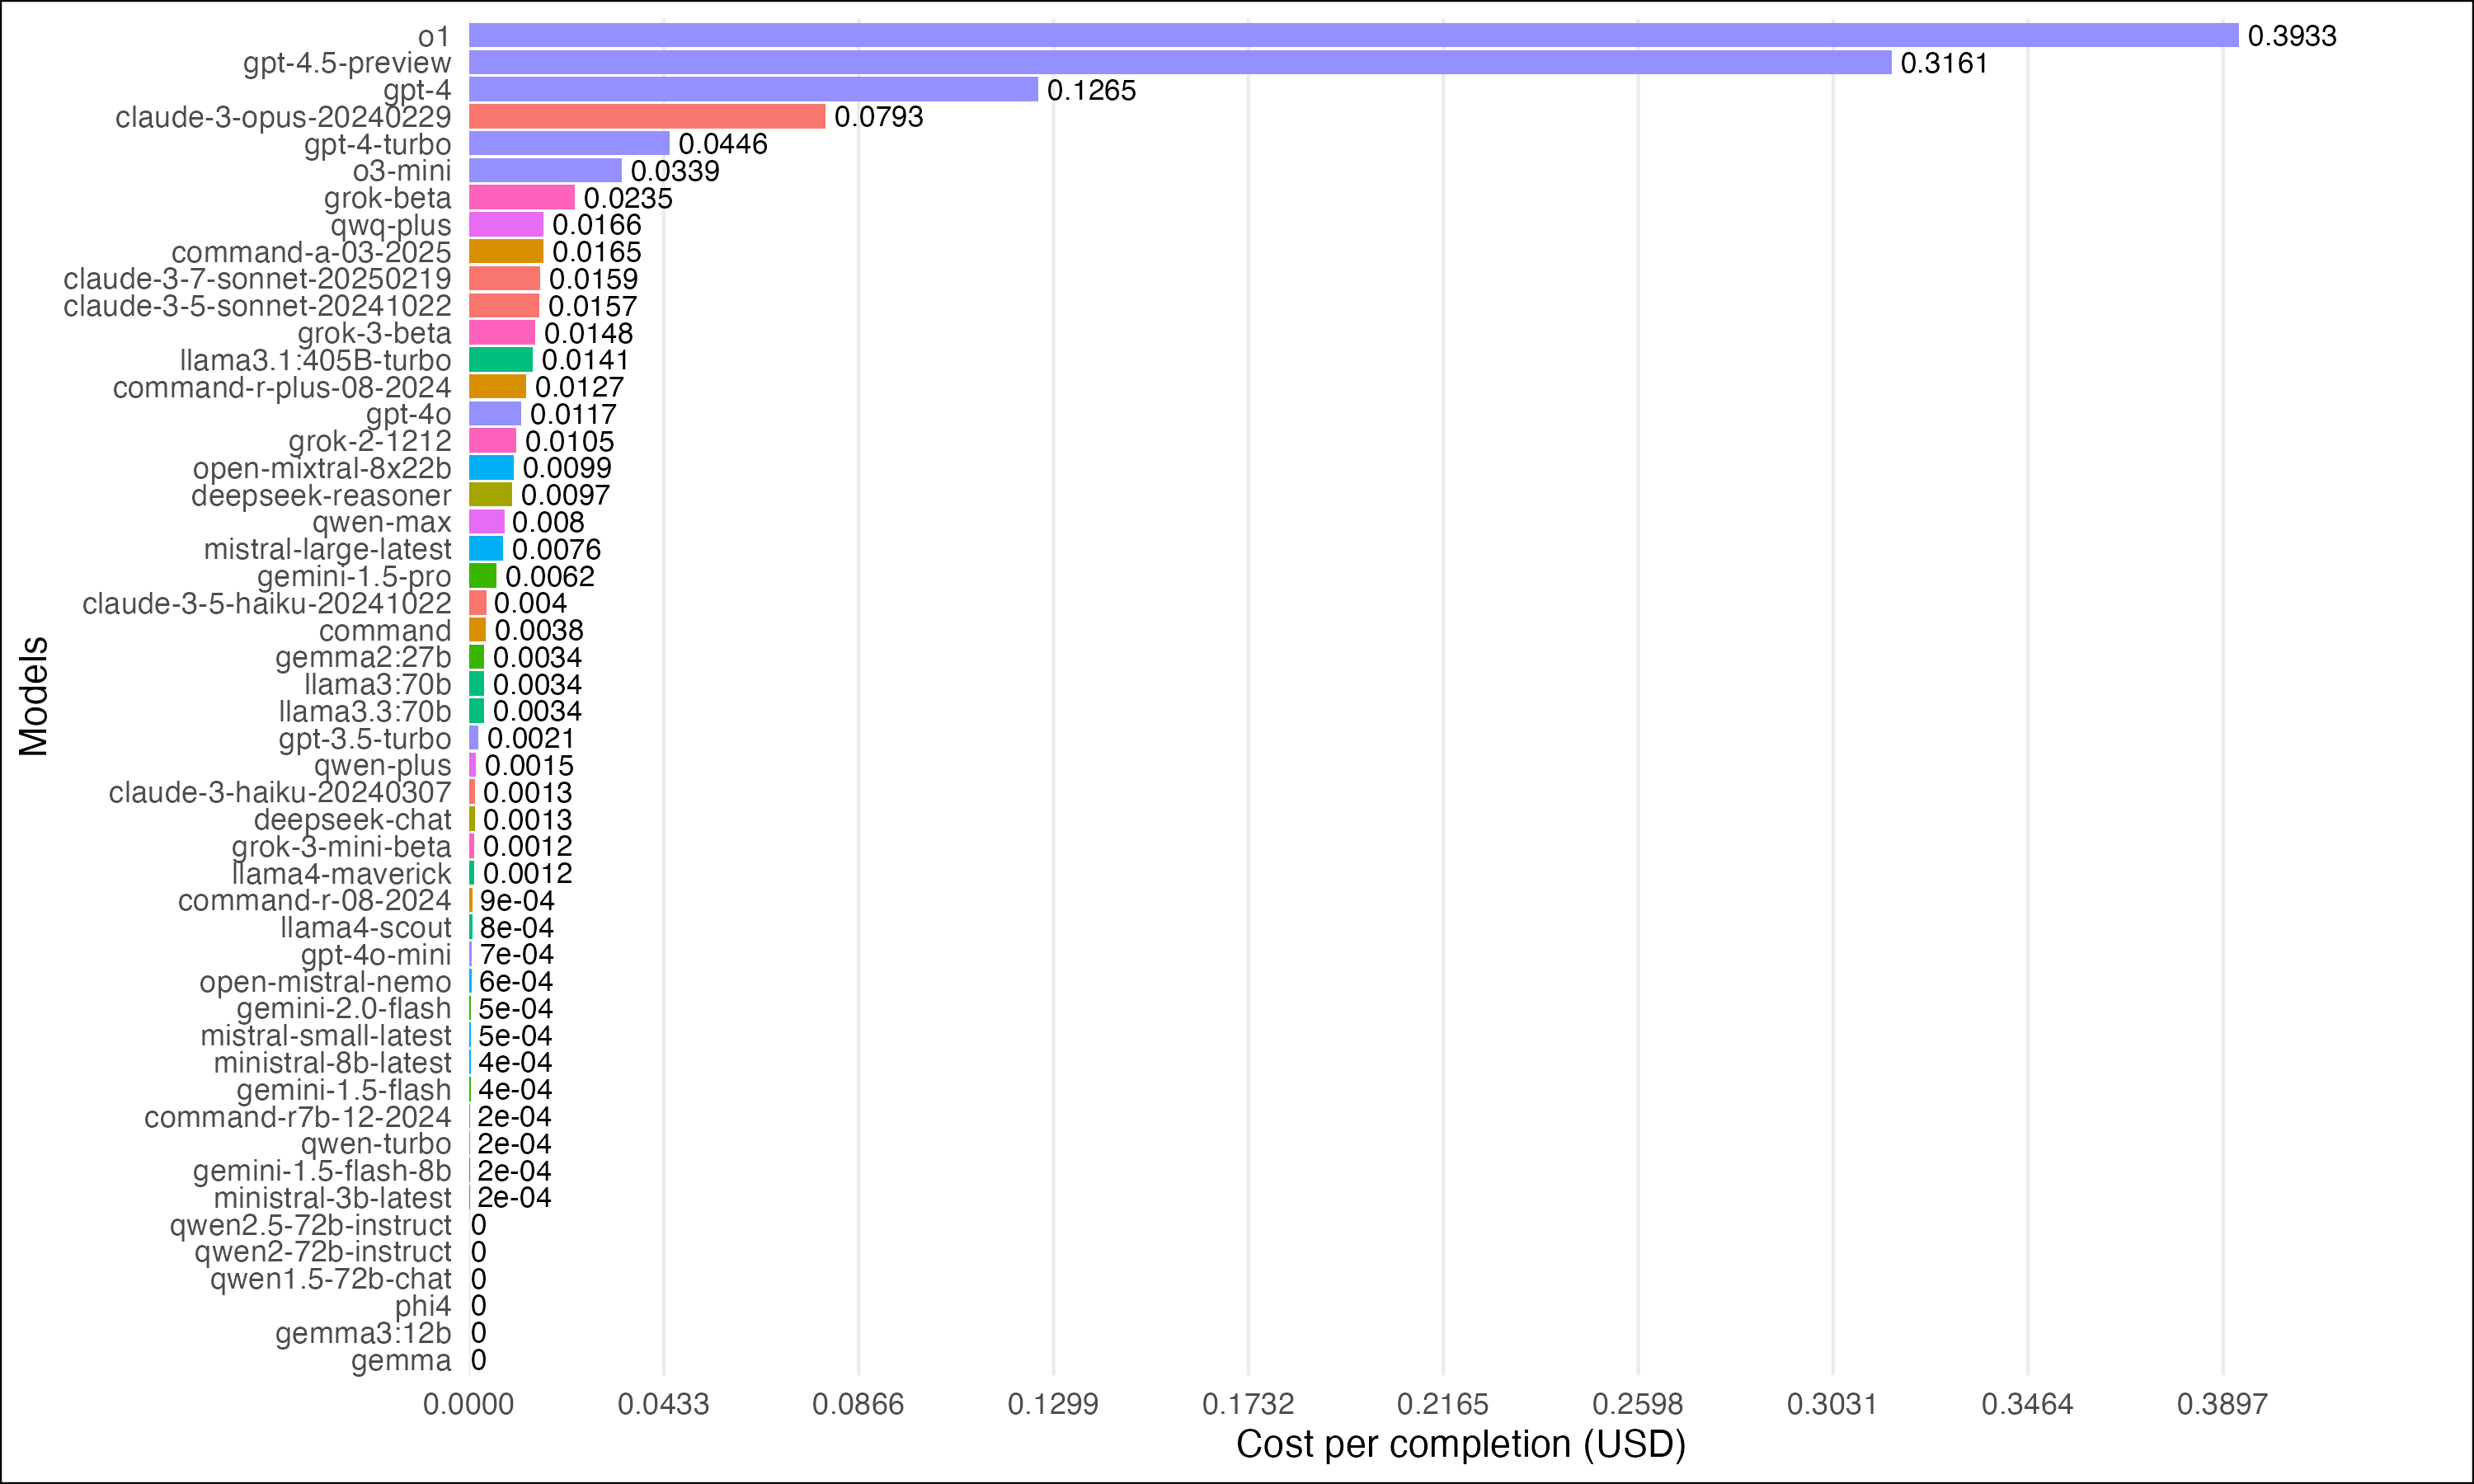 o1 0.3933
gpt-4.5-preview 0.3161
gpt-4 0.1265
claude-3-opus-20240229 0.0793
gpt-4-turbo 0.0446
o3-mini 0.0339
grok-beta 0.0235
qwq-plus 0.0166
command-a-03-2025 0.0165
claude-3-7-sonnet-20250219 0.0159
claude-3-5-sonnet-20241022 0.0157
grok-3-beta 0.0148
llama3.1:405B-turbo 0.0141
command-r-plus-08-2024 0.0127
gpt-4o 0.0117
grok-2-1212 0.0105
open-mixtral-8x22b 0.0099
deepseek-reasoner 0.0097
qwen-max 0.008
mistral-large-latest 0.0076
gemini-1.5-pro 0.0062
claude-3-5-haiku-20241022 0.004
command 0.0038
gemma2:27b 0.0034
llama3:70b 0.0034
llama3.3:70b 0.0034
gpt-3.5-turbo 0.0021
qwen-plus 0.0015
claude-3-haiku-20240307 0.0013
deepseek-chat 0.0013
grok-3-mini-beta 0.0012
llama4-maverick 0.0012
command-r-08-2024 9e-04
llama4-scout 8e-04
gpt-4o-mini 7e-04
open-mistral-nemo 6e-04
gemini-2.0-flash 5e-04
mistral-small-latest 5e-04
ministral-8b-latest 4e-04
gemini-1.5-flash 4e-04
command-r7b-12-2024 2e-04
qwen-turbo 2e-04
gemini-1.5-flash-8b 2e-04
ministral-3b-latest 2e-04
qwen2.5-72b-instruct 0
qwen2-72b-instruct 0
qwen1.5-72b-chat 0
phi4 0
gemma3:12b 0
gemma 0
Models
0.0000 0.0433 0.0866 0.1299 0.1732 0.2165 0.2598 0.3031 0.3464 0.3897
Cost per completion (USD)